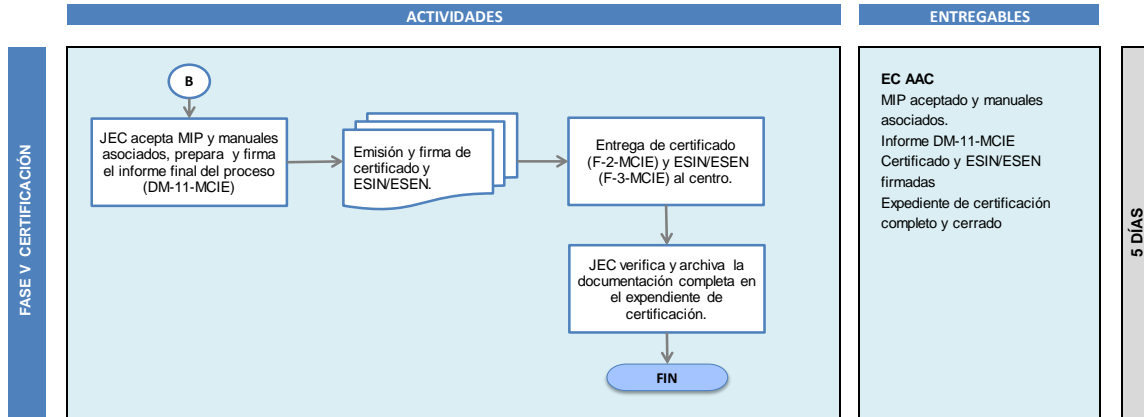 ACTIVIDADES
ENTREGABLES
FASE V CERTIFICACIÓN
B
JEC acepta MIP y manuales
asociados, prepara y firma
el informe final del proceso
(DM-11-MCIE)
Emisión y firma de
certificado y
ESIN/ESEN.
Entrega de certificado
(F-2-MCIE) y ESIN/ESEN
(F-3-MCIE) al centro.
JEC verifica y archiva la
documentación completa en
el expendiente de
certificación.
FIN
EC AAC
MIP aceptado y manuales
asociados.
Informe DM-11-MCIE
Certificado y ESIN/ESEN
firmadas
Expediente de certificación
completo y cerrado
5 DÍAS